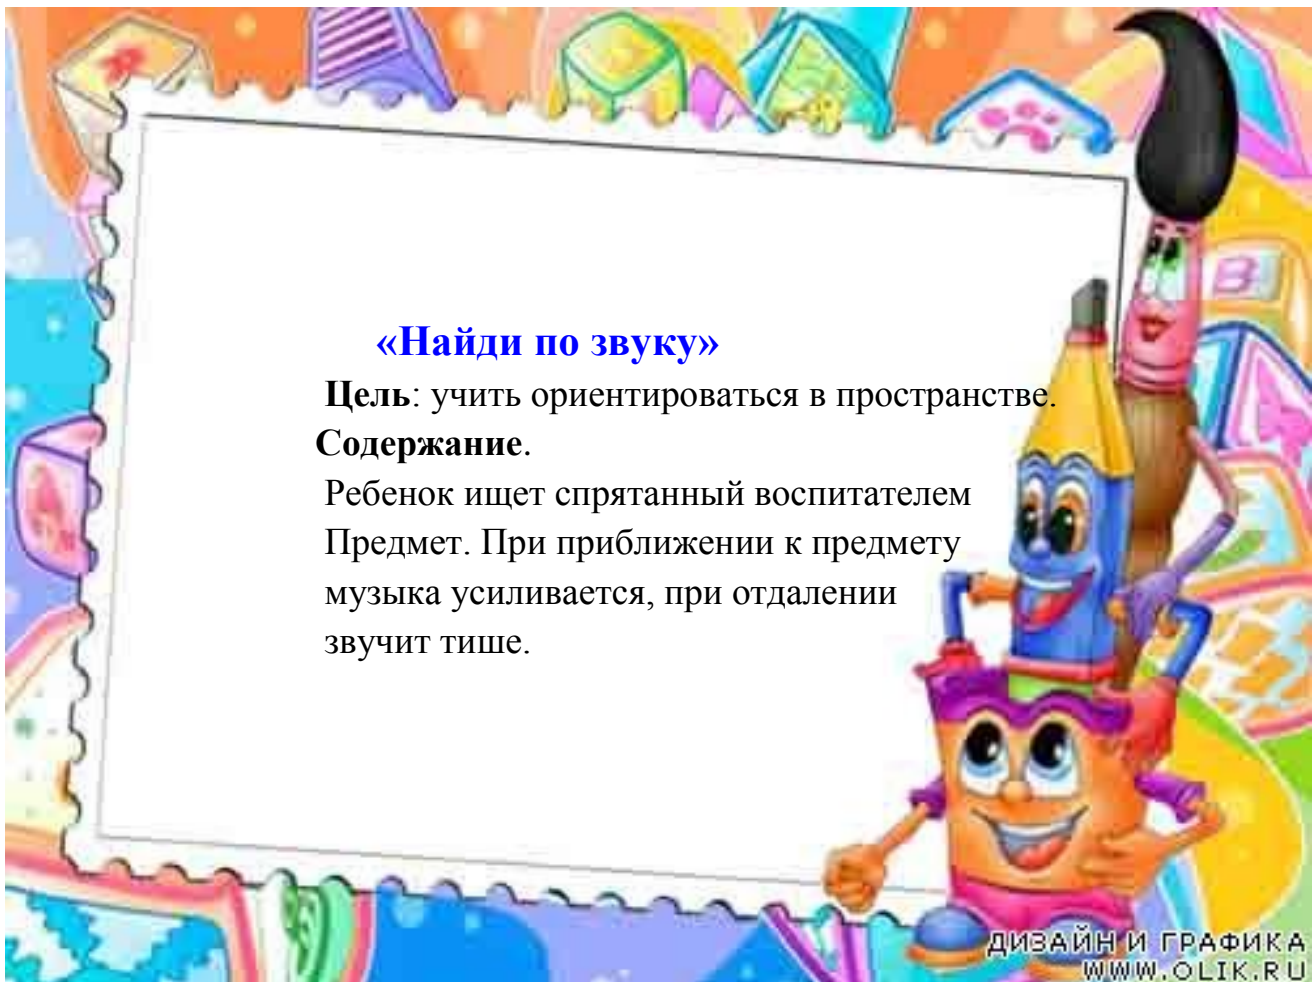 «Найди по звуку»
Цель: учить ориентироваться в пространстве.
Содержание.
Ребенок ищет спрятанный воспитателем
Предмет. При приближении к предмету
музыка усиливается, при отдалении
звучит тише.
ДИЗАЙН И ГРАФИКА
WWW.OLIK.RU